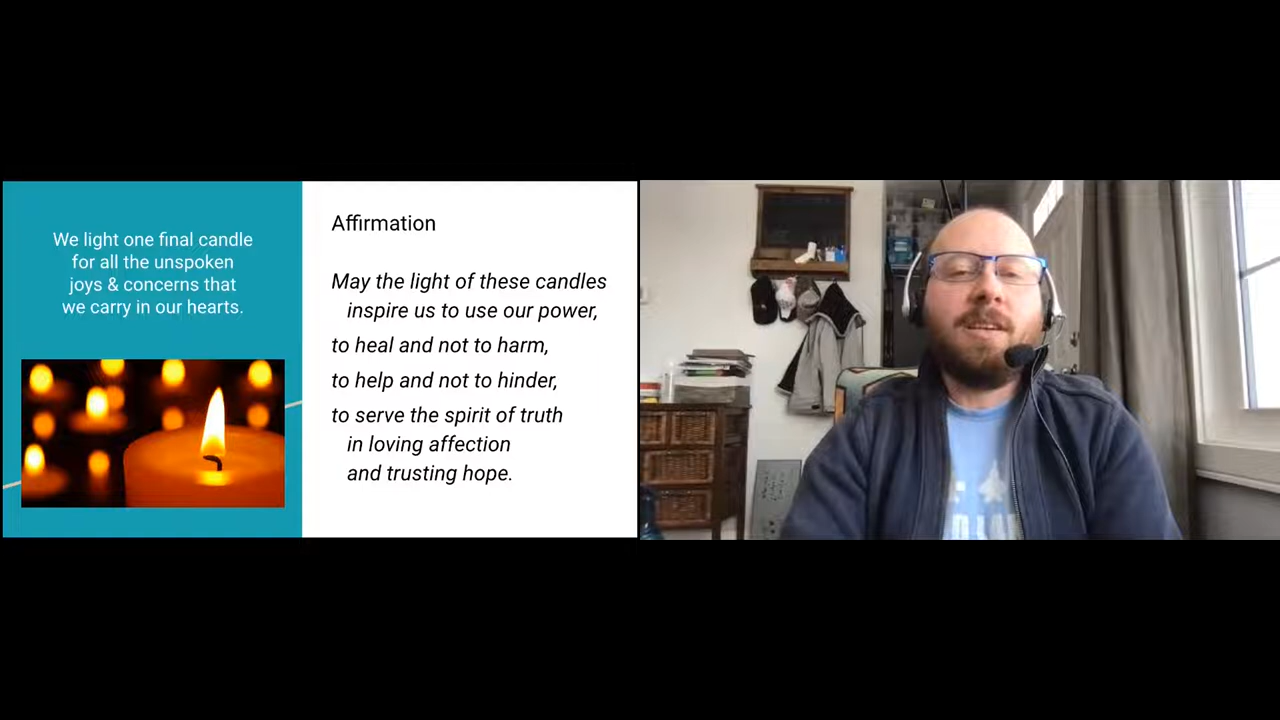 We light one final candle
for all the unspoken
joys & concerns that
we carry in our hearts.
Affirmation
May the light of these candles
inspire us to use our power,
to heal and not to harm,
to help and not to hinder,
to serve the spirit of truth
in loving affection
and trusting hope.